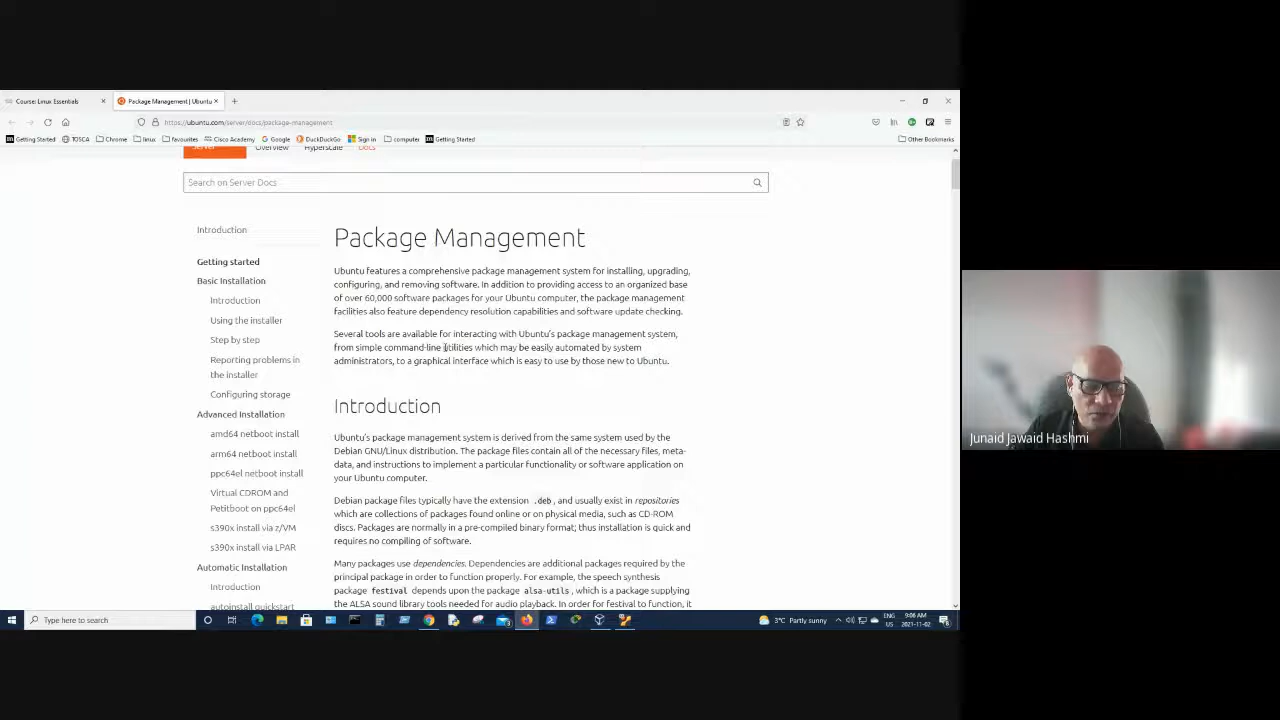 Course: Linux Essentials
Package Management | Ubuntu
https://ubuntu.com/server/docs/package-management
Getting Started TOSCA Chrome linux favourites Cisco Academy Google DuckDuckGo Sign in computer Getting Started Other Bookmarks
Server Overview Hyperscale Docs
Search on Server Docs
Introduction
Getting started
Basic Installation
Introduction
Using the installer
Step by step
Reporting problems in
the installer
Configuring storage
Advanced Installation
amd64 netboot install
arm64 netboot install
ppc64el netboot install
Virtual CDROM and
Petitboot on ppc64el
s390x install via z/VM
s390x install via LPAR
Automatic Installation
Introduction
autoinstall quickstart
Package Management
Ubuntu features a comprehensive package management system for installing, upgrading,
configuring, and removing software. In addition to providing access to an organized base
of over 60,000 software packages for your Ubuntu computer, the package management
facilities also feature dependency resolution capabilities and software update checking.
Several tools are available for interacting with Ubuntu's package management system,
from simple command-line utilities which may be easily automated by system
administrators, to a graphical interface which is easy to use by those new to Ubuntu.
Introduction
Ubuntu's package management system is derived from the same system used by the
Debian GNU/Linux distribution. The package files contain all of the necessary files, meta-
data, and instructions to implement a particular functionality or software application on
your Ubuntu computer.
Debian package files typically have the extension .deb, and usually exist in repositories
which are collections of packages found online or on physical media, such as CD-ROM
discs. Packages are normally in a pre-compiled binary format; thus installation is quick and
requires no compiling of software.
Many packages use dependencies. Dependencies are additional packages required by the
principal package in order to function properly. For example, the speech synthesis
package festival depends upon the package alsa-utils, which is a package supplying
the ALSA sound library tools needed for audio playback. In order for festival to function, it
Junaid Jawaid Hashmi
Type here to search
3°C Partly sunny
ENG
US
9:06 AM
2021-11-02